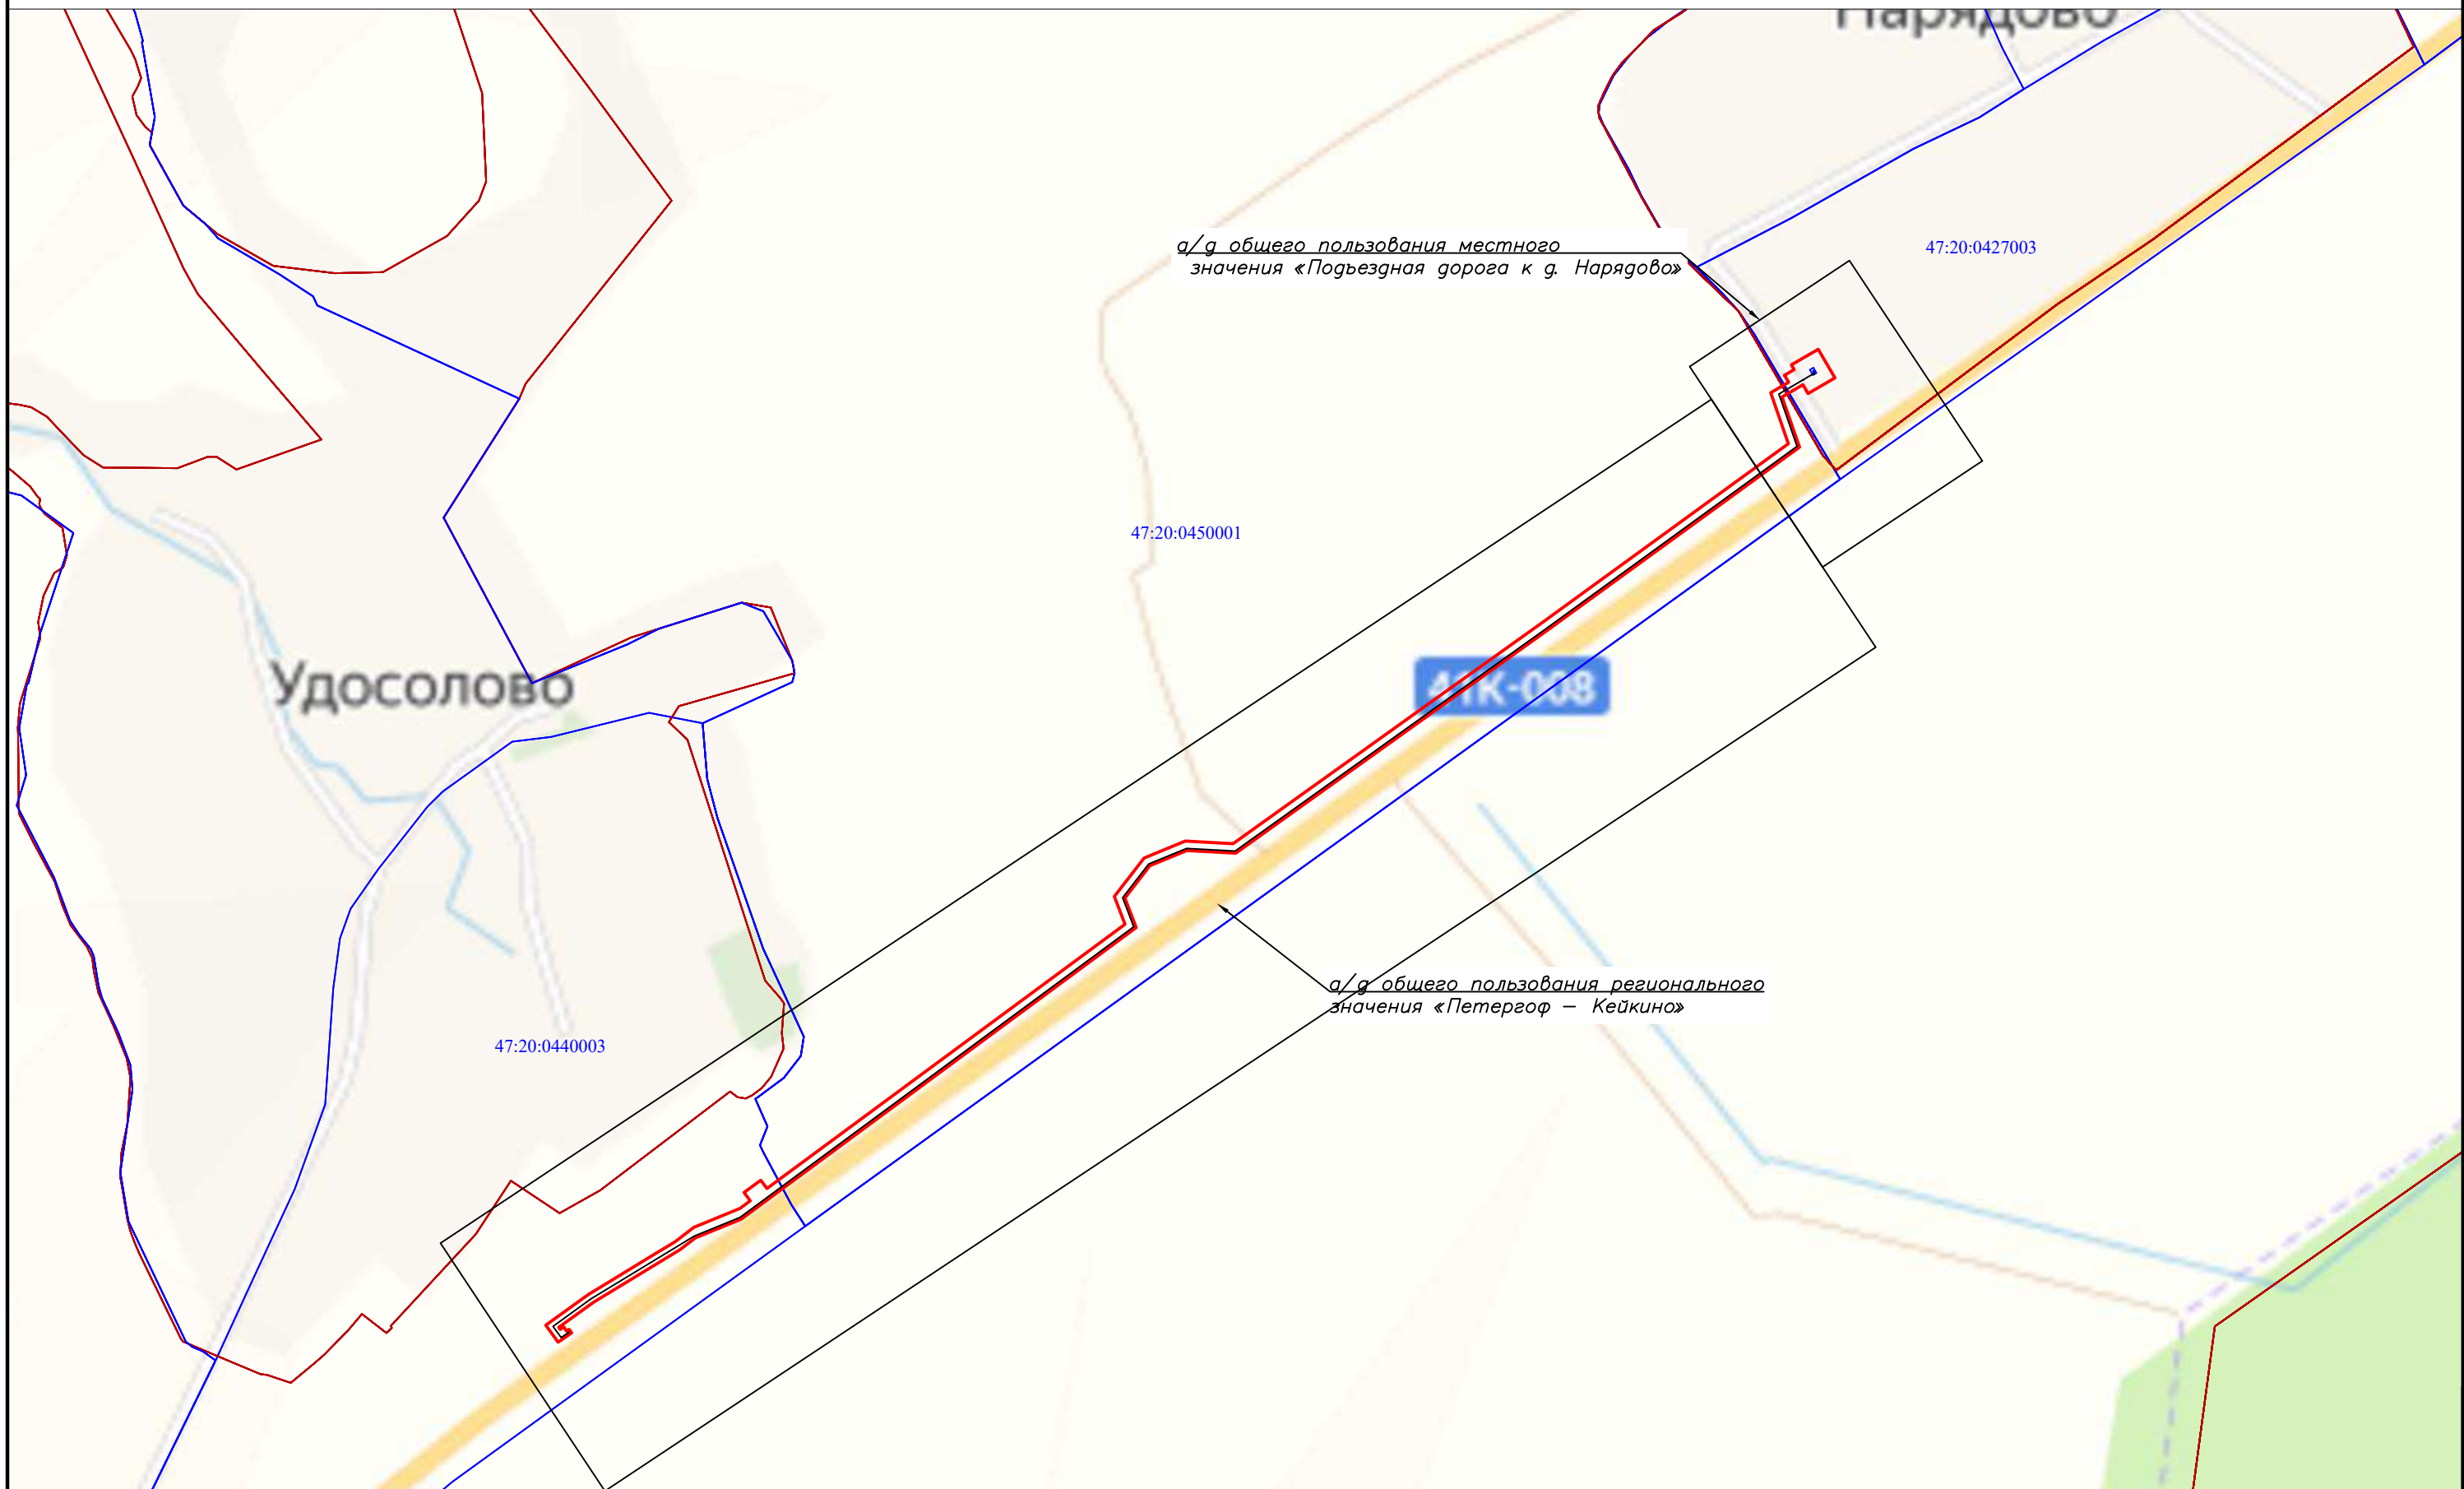 Нарядово
а/д общего пользования местного
значения «Подъездная дорога к д. Нарядово»
47:20:0427003
47:20:0450001
Удосолово
41К-008
а/д общего пользования регионального
значения «Петергоф – Кейкино»
47:20:0440003